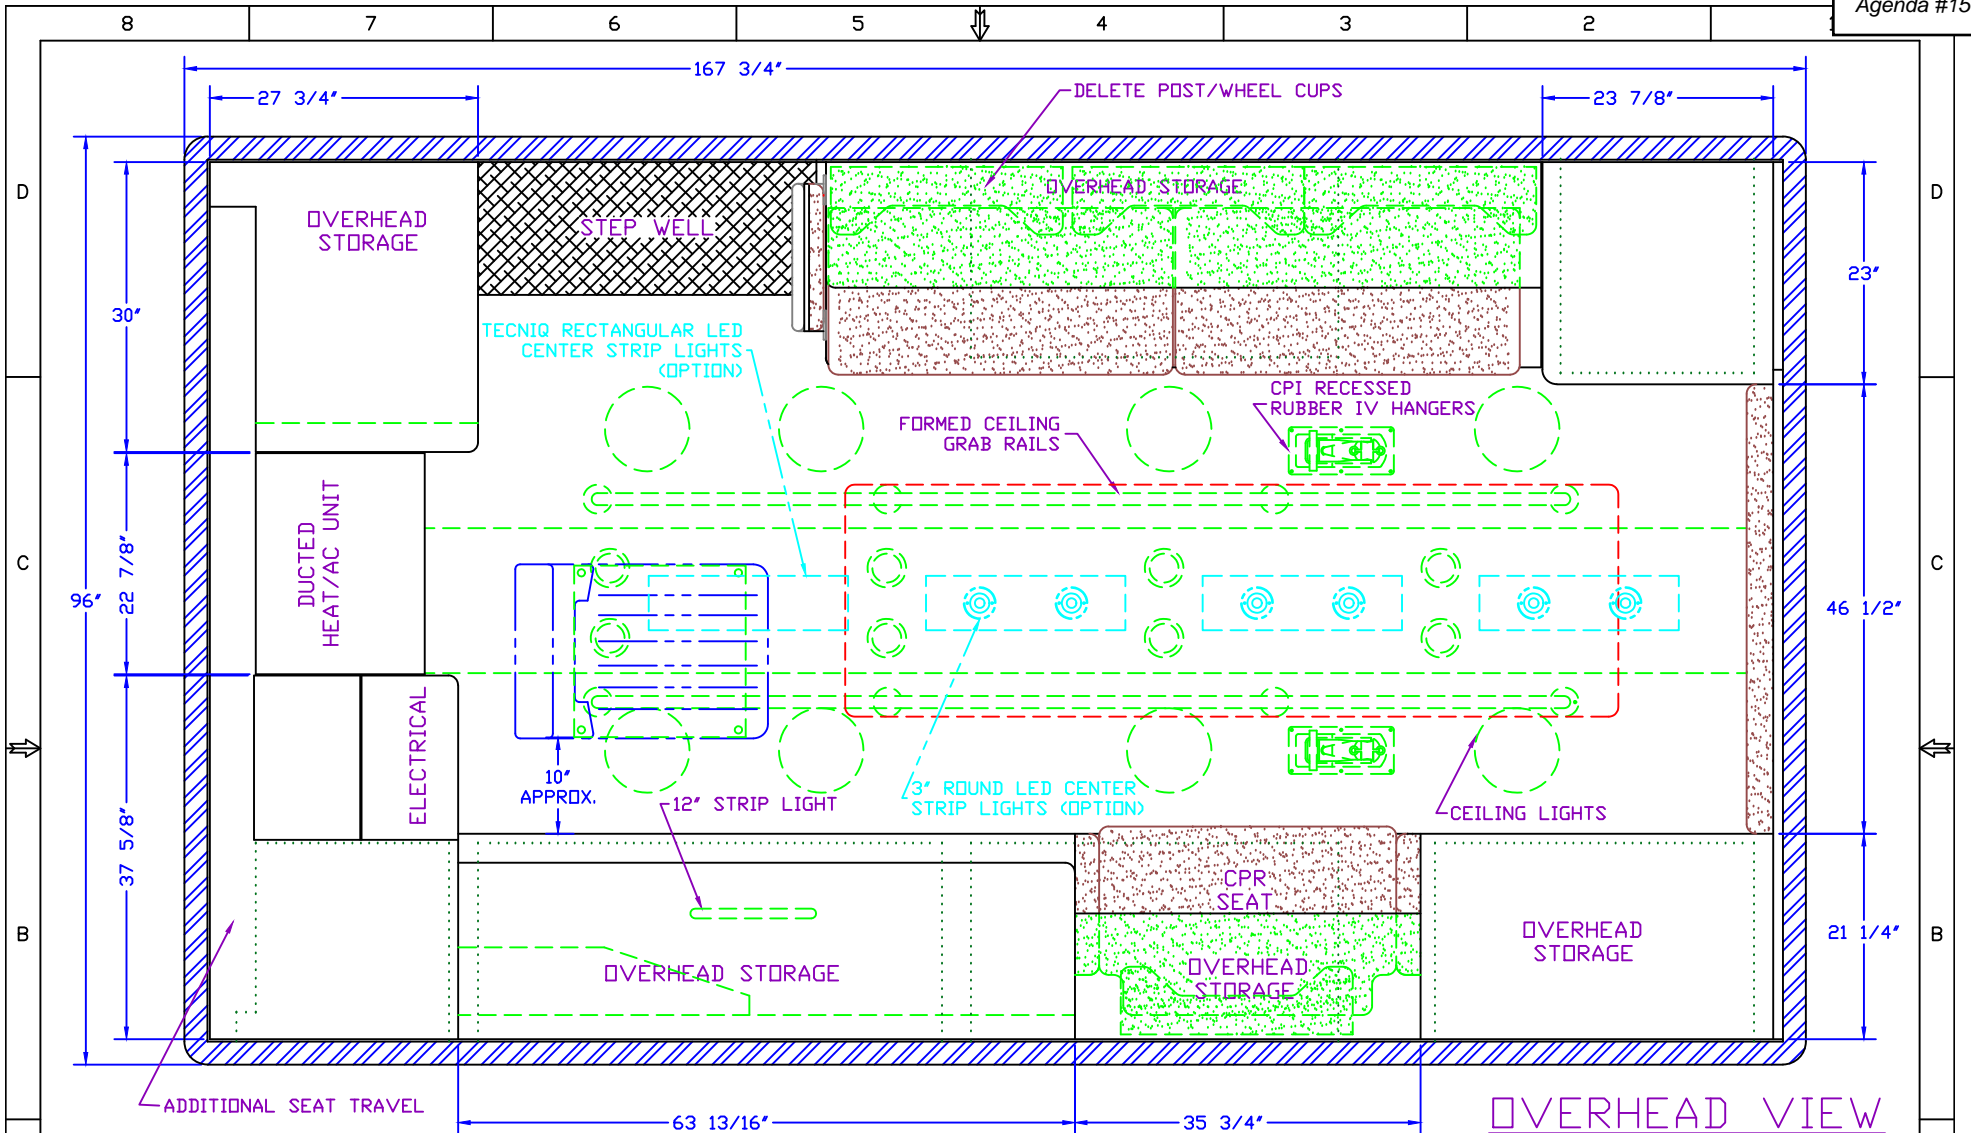 Agenda #15
8 7 6 5 4 3 2
167 3/4"
27 3/4"
DELETE POST/WHEEL CUPS
23 7/8"
D
D
OVERHEAD
STORAGE
STEP WELL
OVERHEAD STORAGE
23"
30"
TECNIQ RECTANGULAR LED
CENTER STRIP LIGHTS
(OPTION)
CPI RECESSED
RUBBER IV HANGERS
FORMED CEILING
GRAB RAILS
DUCTED
HEAT/AC UNIT
22 7/8"
C
C
96"
46 1/2"
ELECTRICAL
10"
APPROX.
12" STRIP LIGHT
3" ROUND LED CENTER
STRIP LIGHTS (OPTION)
CEILING LIGHTS
37 5/8"
CPR
SEAT
B
B
21 1/4"
OVERHEAD
STORAGE
OVERHEAD STORAGE
OVERHEAD
STORAGE
ADDITIONAL SEAT TRAVEL
63 13/16"
35 3/4"
OVERHEAD VIEW